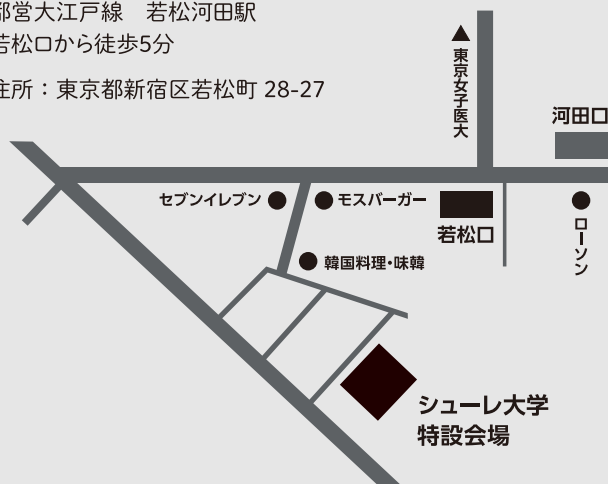 都営大江戸線　若松河田駅
若松口から徒歩5分
住所：東京都新宿区若松町 28-27
▲東京女子医大
河田口
セブンイレブン
モスバーガー
若松口
ローソン
韓国料理・味韓
シューレ大学
特設会場